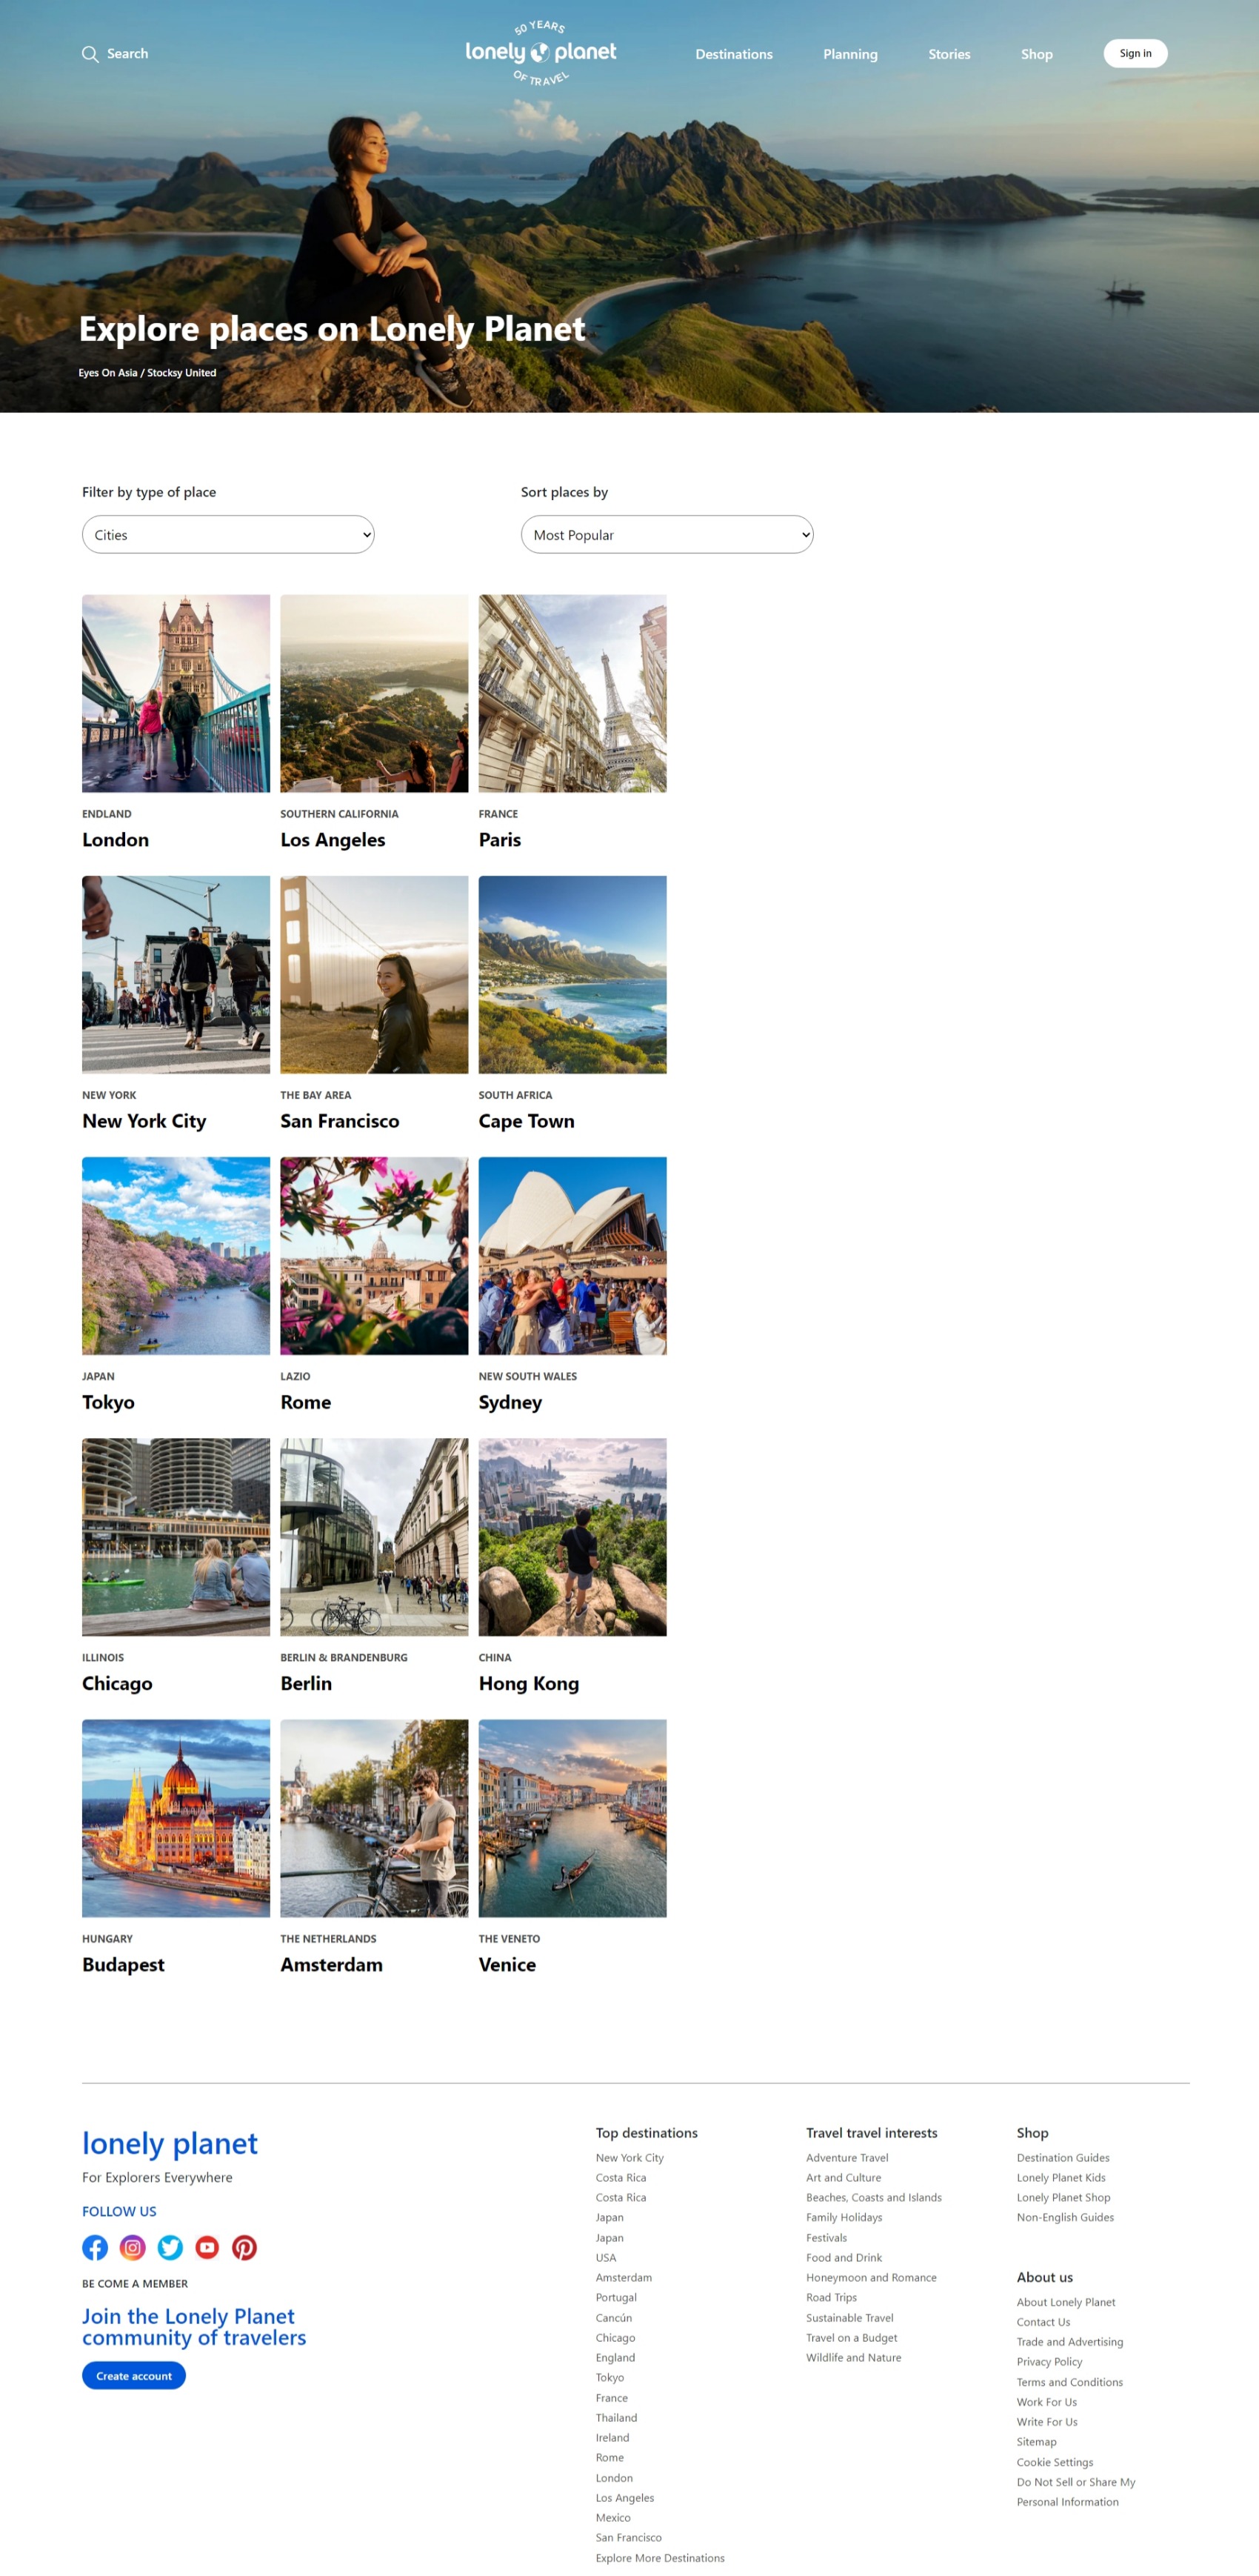 Search
50 YEARS
lonely planet
OF TRAVEL
Destinations
Planning
Stories
Shop
Sign in
Explore places on Lonely Planet
Eyes On Asia / Stocksy United
Filter by type of place
Sort places by
Cities
Most Popular
ENDLAND
SOUTHERN CALIFORNIA
FRANCE
London
Los Angeles
Paris
NEW YORK
THE BAY AREA
SOUTH AFRICA
New York City
San Francisco
Cape Town
JAPAN
LAZIO
NEW SOUTH WALES
Tokyo
Rome
Sydney
ILLINOIS
BERLIN & BRANDENBURG
CHINA
Chicago
Berlin
Hong Kong
HUNGARY
THE NETHERLANDS
THE VENETO
Budapest
Amsterdam
Venice
lonely planet
For Explorers Everywhere
FOLLOW US
BE COME A MEMBER
Join the Lonely Planet
community of travelers
Create account
Top destinations
New York City
Costa Rica
Costa Rica
Japan
Japan
USA
Amsterdam
Portugal
Cancún
Chicago
England
Tokyo
France
Thailand
Ireland
Rome
London
Los Angeles
Mexico
San Francisco
Explore More Destinations
Travel travel interests
Adventure Travel
Art and Culture
Beaches, Coasts and Islands
Family Holidays
Festivals
Food and Drink
Honeymoon and Romance
Road Trips
Sustainable Travel
Travel on a Budget
Wildlife and Nature
Shop
Destination Guides
Lonely Planet Kids
Lonely Planet Shop
Non-English Guides
About us
About Lonely Planet
Contact Us
Trade and Advertising
Privacy Policy
Terms and Conditions
Work For Us
Write For Us
Sitemap
Cookie Settings
Do Not Sell or Share My
Personal Information